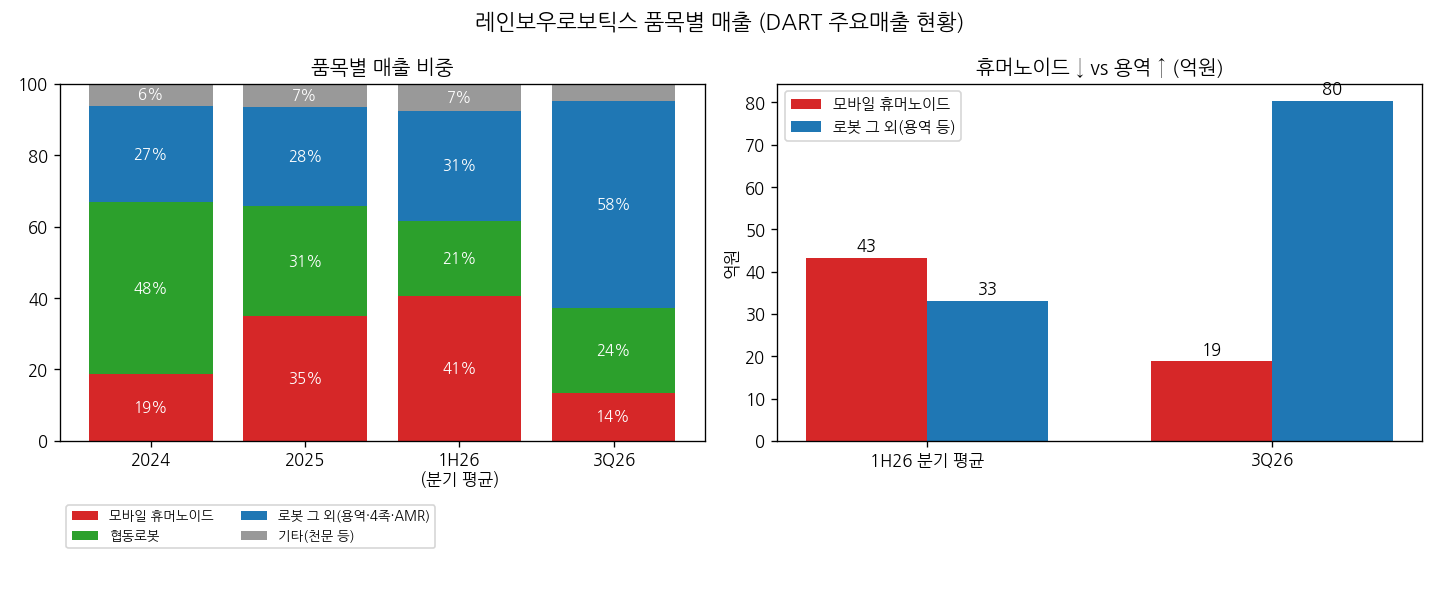 레인보우로보틱스 품목별 매출 (DART 주요매출 현황)
품목별 매출 비중
100
80
60
40
20
0
6%
27%
48%
19%
7%
28%
31%
35%
7%
31%
21%
41%
58%
24%
14%
2024
2025
1H26
(분기 평균)
3Q26
모바일 휴머노이드
협동로봇
로봇 그 외(용역·4족·AMR)
기타(천문 등)
휴머노이드↓vs 용역↑(억원)
모바일 휴머노이드
로봇 그 외(용역 등)
억원
80
70
60
50
40
30
20
10
0
43
33
19
80
1H26 분기 평균
3Q26